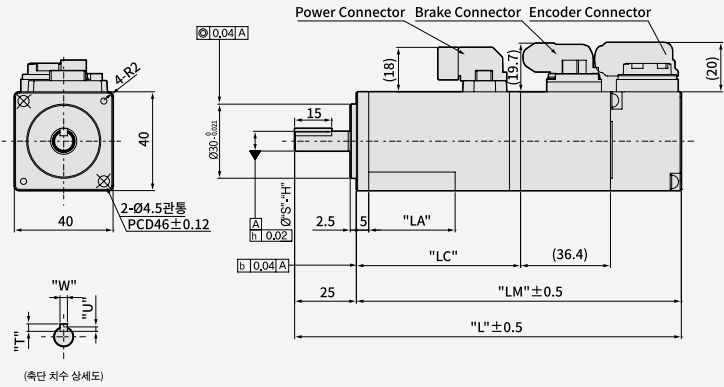 Power Connector
Brake Connector
Encoder Connector
◎ 0.04 A
(18)
(19.7)
(20)
4-R2
15
Ø30-0 -0.021
40
40
2-Ø4.5관통
PCD46±0.12
A
h 0.02
Ø"S"-"H"
2.5
5
"LA"
"LC"
(36.4)
b 0.04 A
25
"LM"±0.5
"L"±0.5
"W"
"U"
"T"
(축단 치수 상세도)